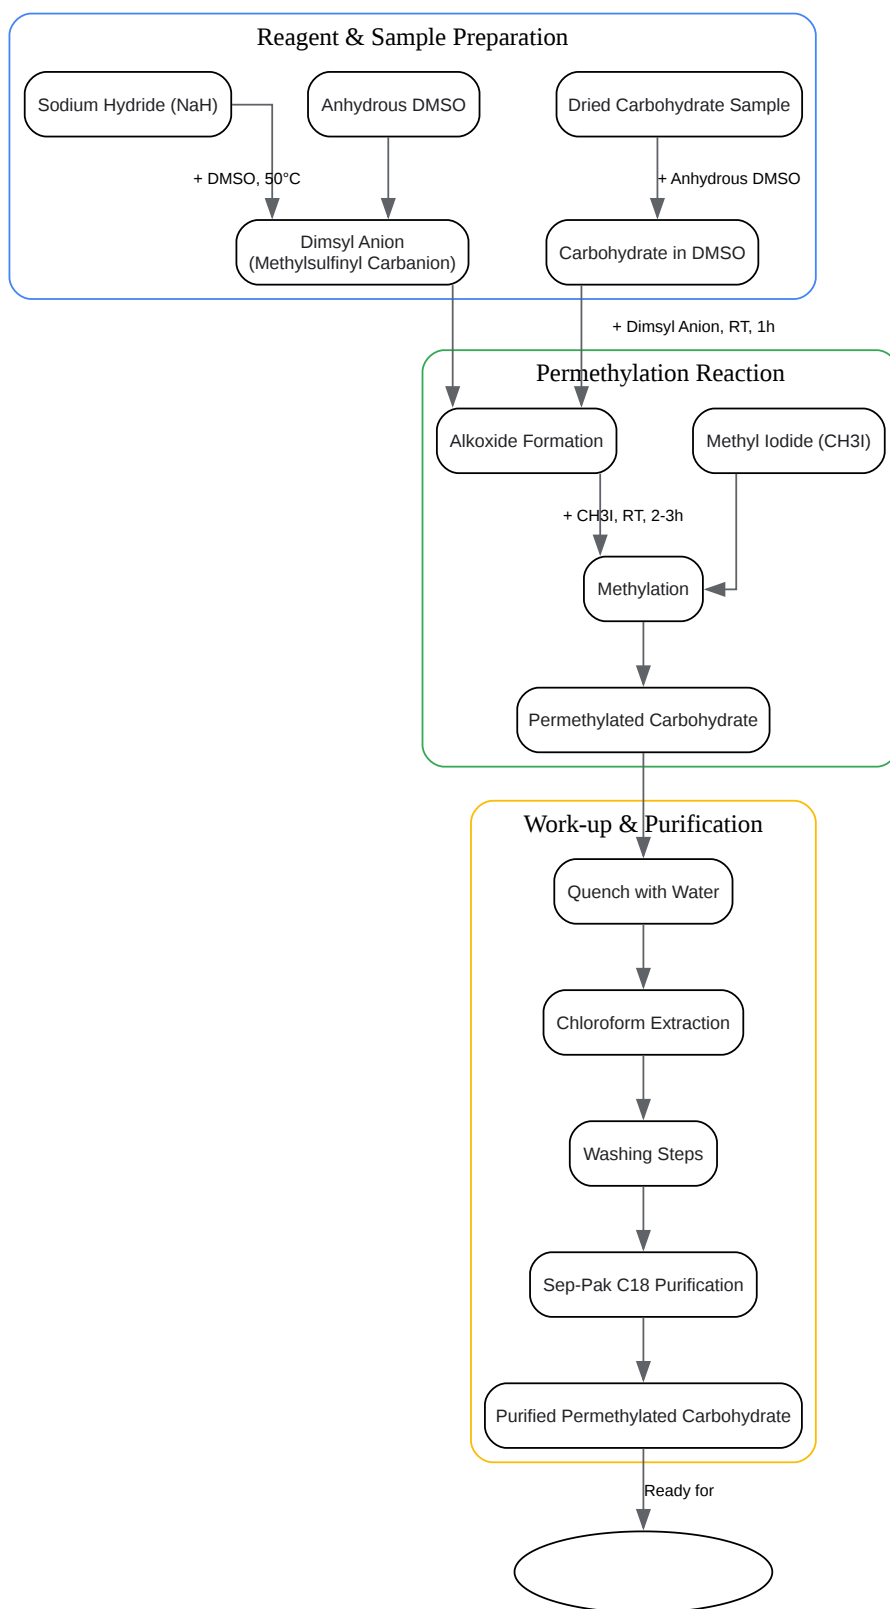 Reagent & Sample Preparation
Sodium Hydride (NaH)
Anhydrous DMSO
Dried Carbohydrate Sample
+ DMSO, 50°C
+ Anhydrous DMSO
Dimsyl Anion
(Methylsulfinyl Carbanion)
Carbohydrate in DMSO
+ Dimsyl Anion, RT, 1h
Permethylation Reaction
Alkoxide Formation
Methyl Iodide (CH3I)
+ CH3I, RT, 2-3h
Methylation
Permethylated Carbohydrate
Work-up & Purification
Quench with Water
Chloroform Extraction
Washing Steps
Sep-Pak C18 Purification
Purified Permethylated Carbohydrate
Ready for